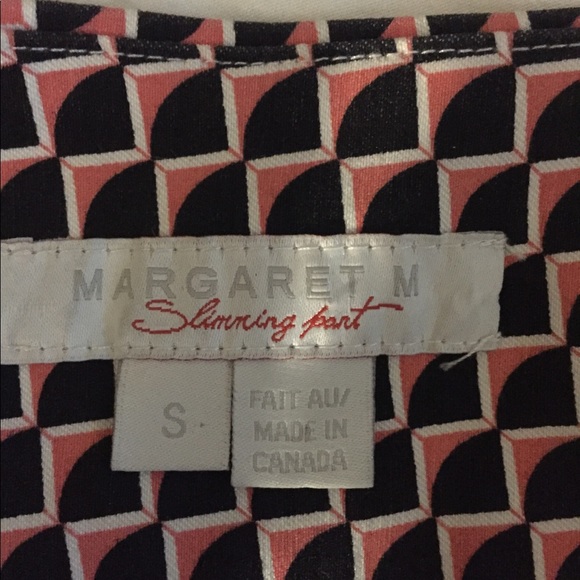 MARGARET M
Slimming pant
S
FAIT AU/
MADE IN
CANADA